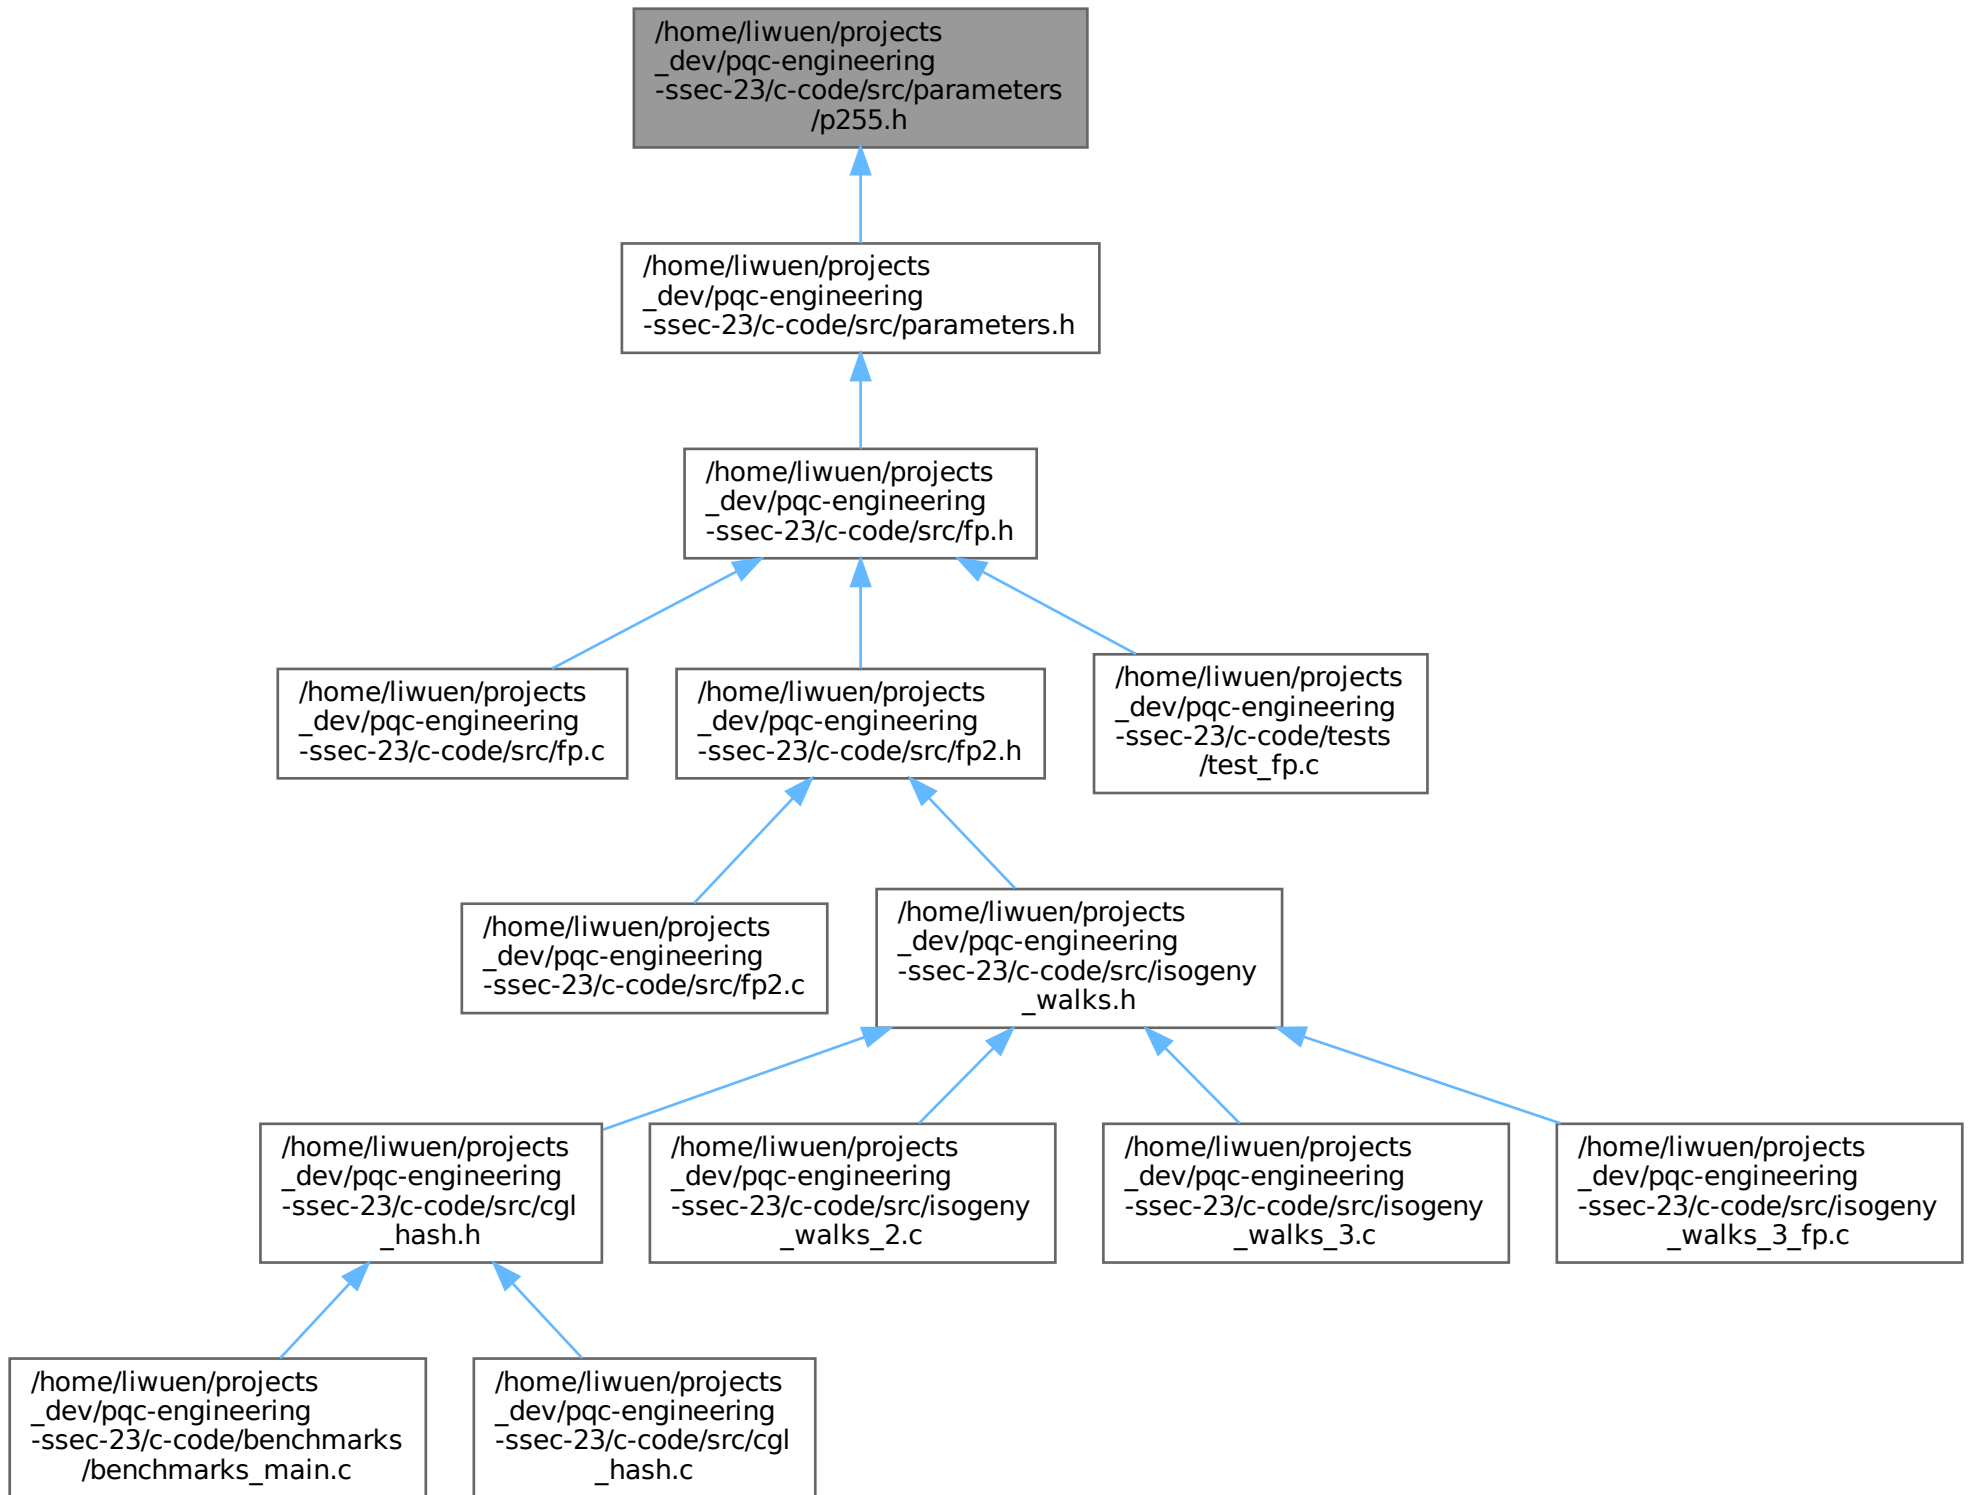 /home/liwuen/projects
_dev/pqc-engineering
-ssec-23/c-code/src/parameters
/p255.h
/home/liwuen/projects
_dev/pqc-engineering
-ssec-23/c-code/src/parameters.h
/home/liwuen/projects
_dev/pqc-engineering
-ssec-23/c-code/src/fp.h
/home/liwuen/projects
_dev/pqc-engineering
-ssec-23/c-code/src/fp.c
/home/liwuen/projects
_dev/pqc-engineering
-ssec-23/c-code/src/fp2.h
/home/liwuen/projects
_dev/pqc-engineering
-ssec-23/c-code/tests
/test_fp.c
/home/liwuen/projects
_dev/pqc-engineering
-ssec-23/c-code/src/fp2.c
/home/liwuen/projects
_dev/pqc-engineering
-ssec-23/c-code/src/isogeny
_walks.h
/home/liwuen/projects
_dev/pqc-engineering
-ssec-23/c-code/src/cgl
_hash.h
/home/liwuen/projects
_dev/pqc-engineering
-ssec-23/c-code/src/isogeny
_walks_2.c
/home/liwuen/projects
_dev/pqc-engineering
-ssec-23/c-code/src/isogeny
_walks_3.c
/home/liwuen/projects
_dev/pqc-engineering
-ssec-23/c-code/src/isogeny
_walks_3_fp.c
/home/liwuen/projects
_dev/pqc-engineering
-ssec-23/c-code/benchmarks
/benchmarks_main.c
/home/liwuen/projects
_dev/pqc-engineering
-ssec-23/c-code/src/cgl
_hash.c